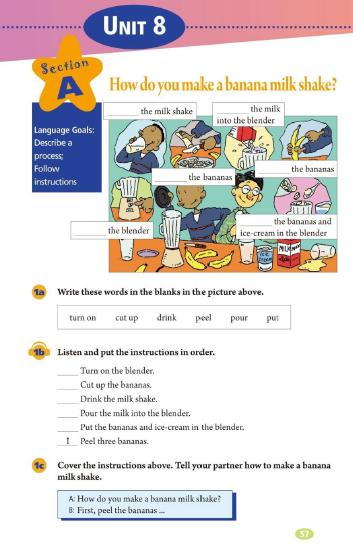 UNIT 8
Section
A
How do you make a banana milk shake?
Language Goals:
Describe a
process;
Follow
instructions
____ the milk shake
____ the milk
into the blender
____ the bananas
____ the bananas
____ the bananas and
ice-cream in the blender
____ the blender
1a Write these words in the blanks in the picture above.
turn on cut up drink peel pour put
1b Listen and put the instructions in order.
____ Turn on the blender.
____ Cut up the bananas.
____ Drink the milk shake.
____ Pour the milk into the blender.
____ Put the bananas and ice-cream in the blender.
1 Peel three bananas.
1c Cover the instructions above. Tell your partner how to make a banana
milk shake.
A: How do you make a banana milk shake?
B: First, peel the bananas ...
57